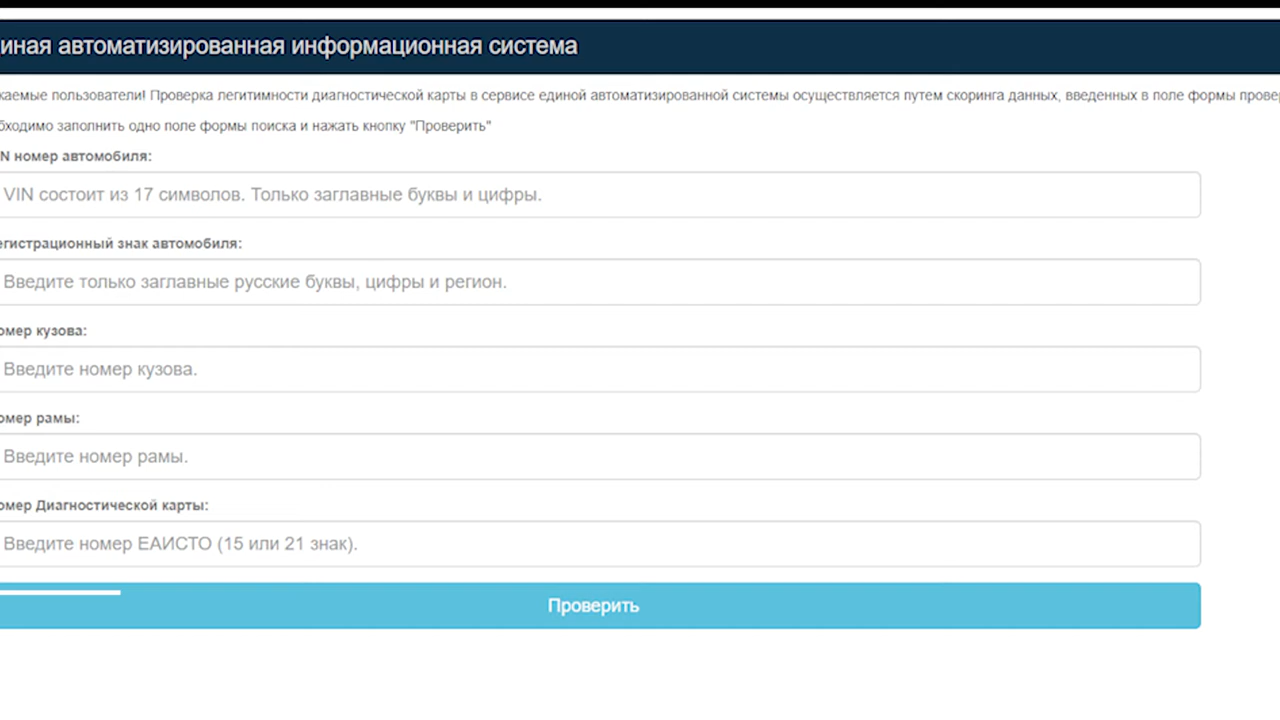 иная автоматизированная информационная система
каемые пользователи! Проверка легитимности диагностической карты в сервисе единой автоматизированной системы осуществляется путем скоринга данных, введенных в поле формы провер
бходимо заполнить одно поле формы поиска и нажать кнопку "Проверить"
N номер автомобиля:
VIN состоит из 17 символов. Только заглавные буквы и цифры.
егистрационный знак автомобиля:
Введите только заглавные русские буквы, цифры и регион.
омер кузова:
Введите номер кузова.
омер рамы:
Введите номер рамы.
омер Диагностической карты:
Введите номер ЕАИСТО (15 или 21 знак).
Проверить